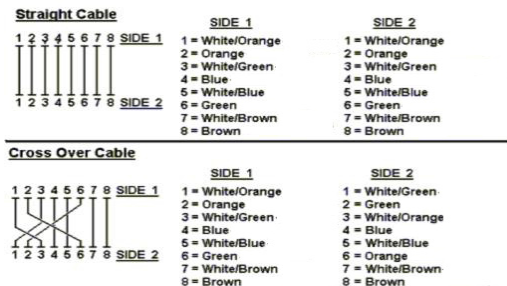 Straight Cable
1 2 3 4 5 6 7 8 SIDE 1
1 2 3 4 5 6 7 8
SIDE 2
SIDE 1
1 = White/Orange
2 = Orange
3 = White/Green
4 = Blue
5 = White/Blue
6 = Green
7 = White/Brown
8 = Brown
SIDE 2
1 = White/Orange
2 = Orange
3 = White/Green
4 = Blue
5 = White/Blue
6 = Green
7 = White/Brown
8 = Brown
Cross Over Cable
1 2 3 4 5 6 7 8 SIDE 1
1 2 3 4 5 6 7 8 SIDE 2
SIDE 1
1 = White/Orange
2 = Orange
3 = White/Green
4 = Blue
5 = White/Blue
6 = Green
7 = White/Brown
8 = Brown
SIDE 2
1 = White/Green
2 = Green
3 = White/Orange
4 = Blue
5 = White/Blue
6 = Orange
7 = White/Brown
8 = Brown